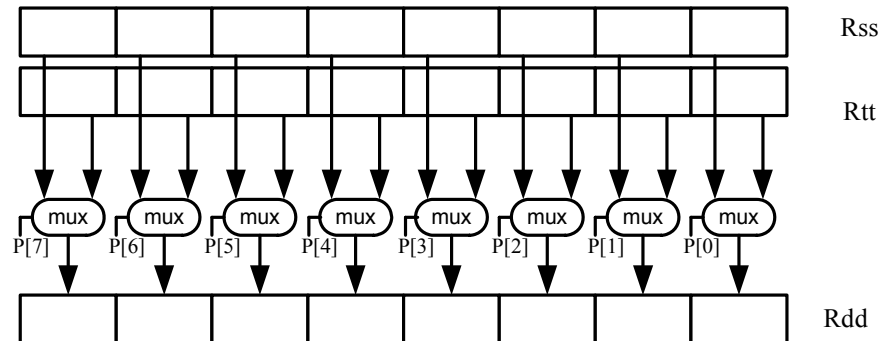 Rss
Rtt
mux mux mux mux mux mux mux mux
P[7] P[6] P[5] P[4] P[3] P[2] P[1] P[0]
Rdd